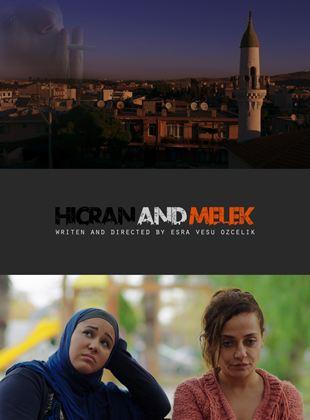 HICRAN AND MELEK
WRITEN AND DIRECTED BY ESRA VESU OZCELIK